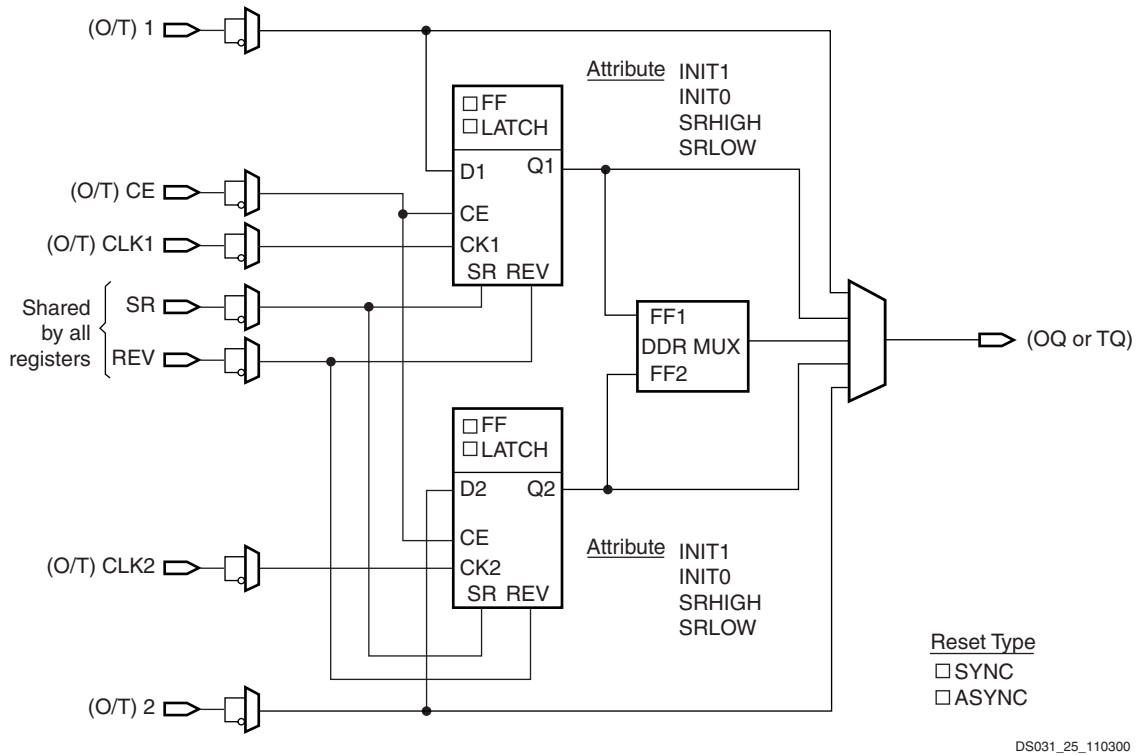 (O/T) 1
Attribute INIT1
INIT0
SRHIGH
SRLOW
FF
LATCH
D1 Q1
CE
CK1
SR REV
(O/T) CE
(O/T) CLK1
Shared
by all
registers
SR
REV
FF1
DDR MUX
FF2
(OQ or TQ)
FF
LATCH
D2 Q2
CE
CK2
SR REV
Attribute INIT1
INIT0
SRHIGH
SRLOW
(O/T) CLK2
(O/T) 2
Reset Type
SYNC
ASYNC
DS031_25_110300